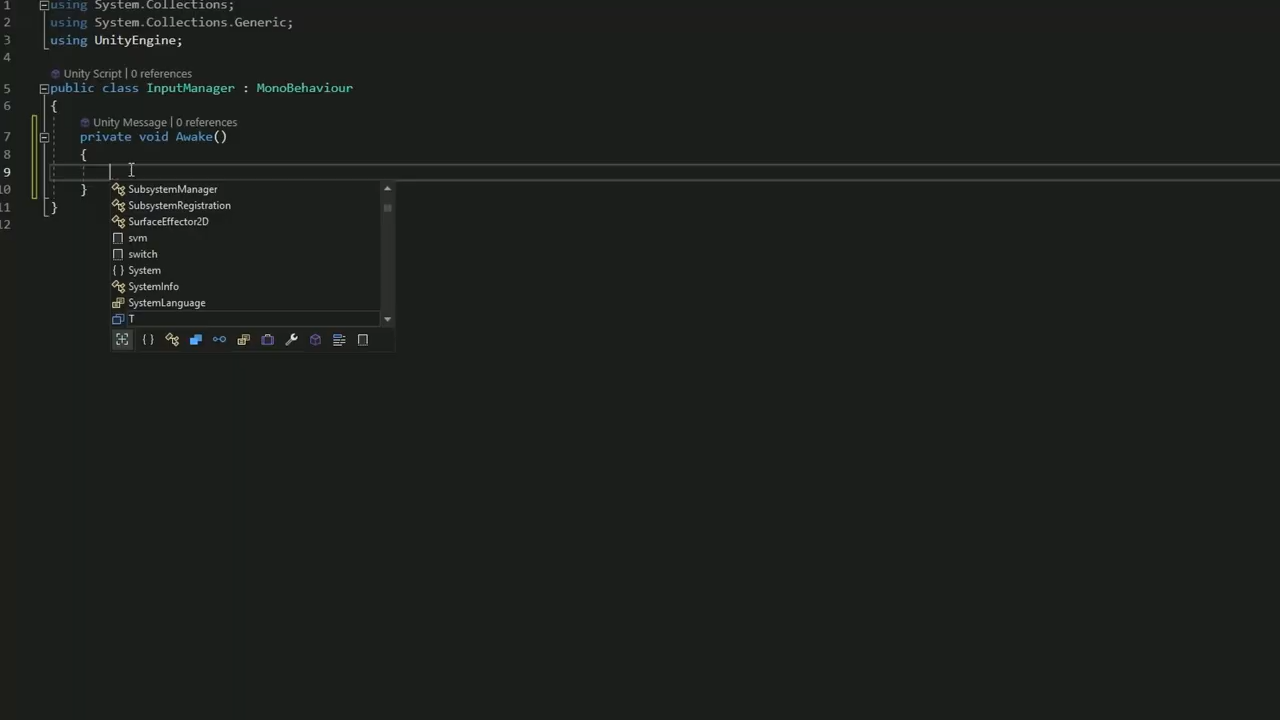 1 using System.Collections;
2 using System.Collections.Generic;
3 using UnityEngine;
4
Unity Script | 0 references
5 public class InputManager : MonoBehaviour
6 {
Unity Message | 0 references
7 private void Awake()
8 {
9
10 }
11 }
12
SubsystemManager
SubsystemRegistration
SurfaceEffector2D
svm
switch
{ } System
SystemInfo
SystemLanguage
T
{ }